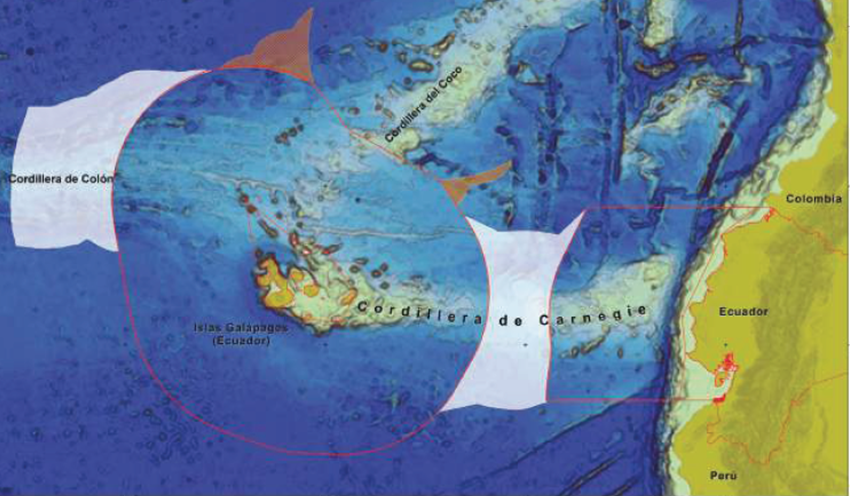 Cordillera del Coco
Cordillera de Colón
Colombia
Islas Galápagos
(Ecuador)
Cordillera de Carnegie
Ecuador
Perú